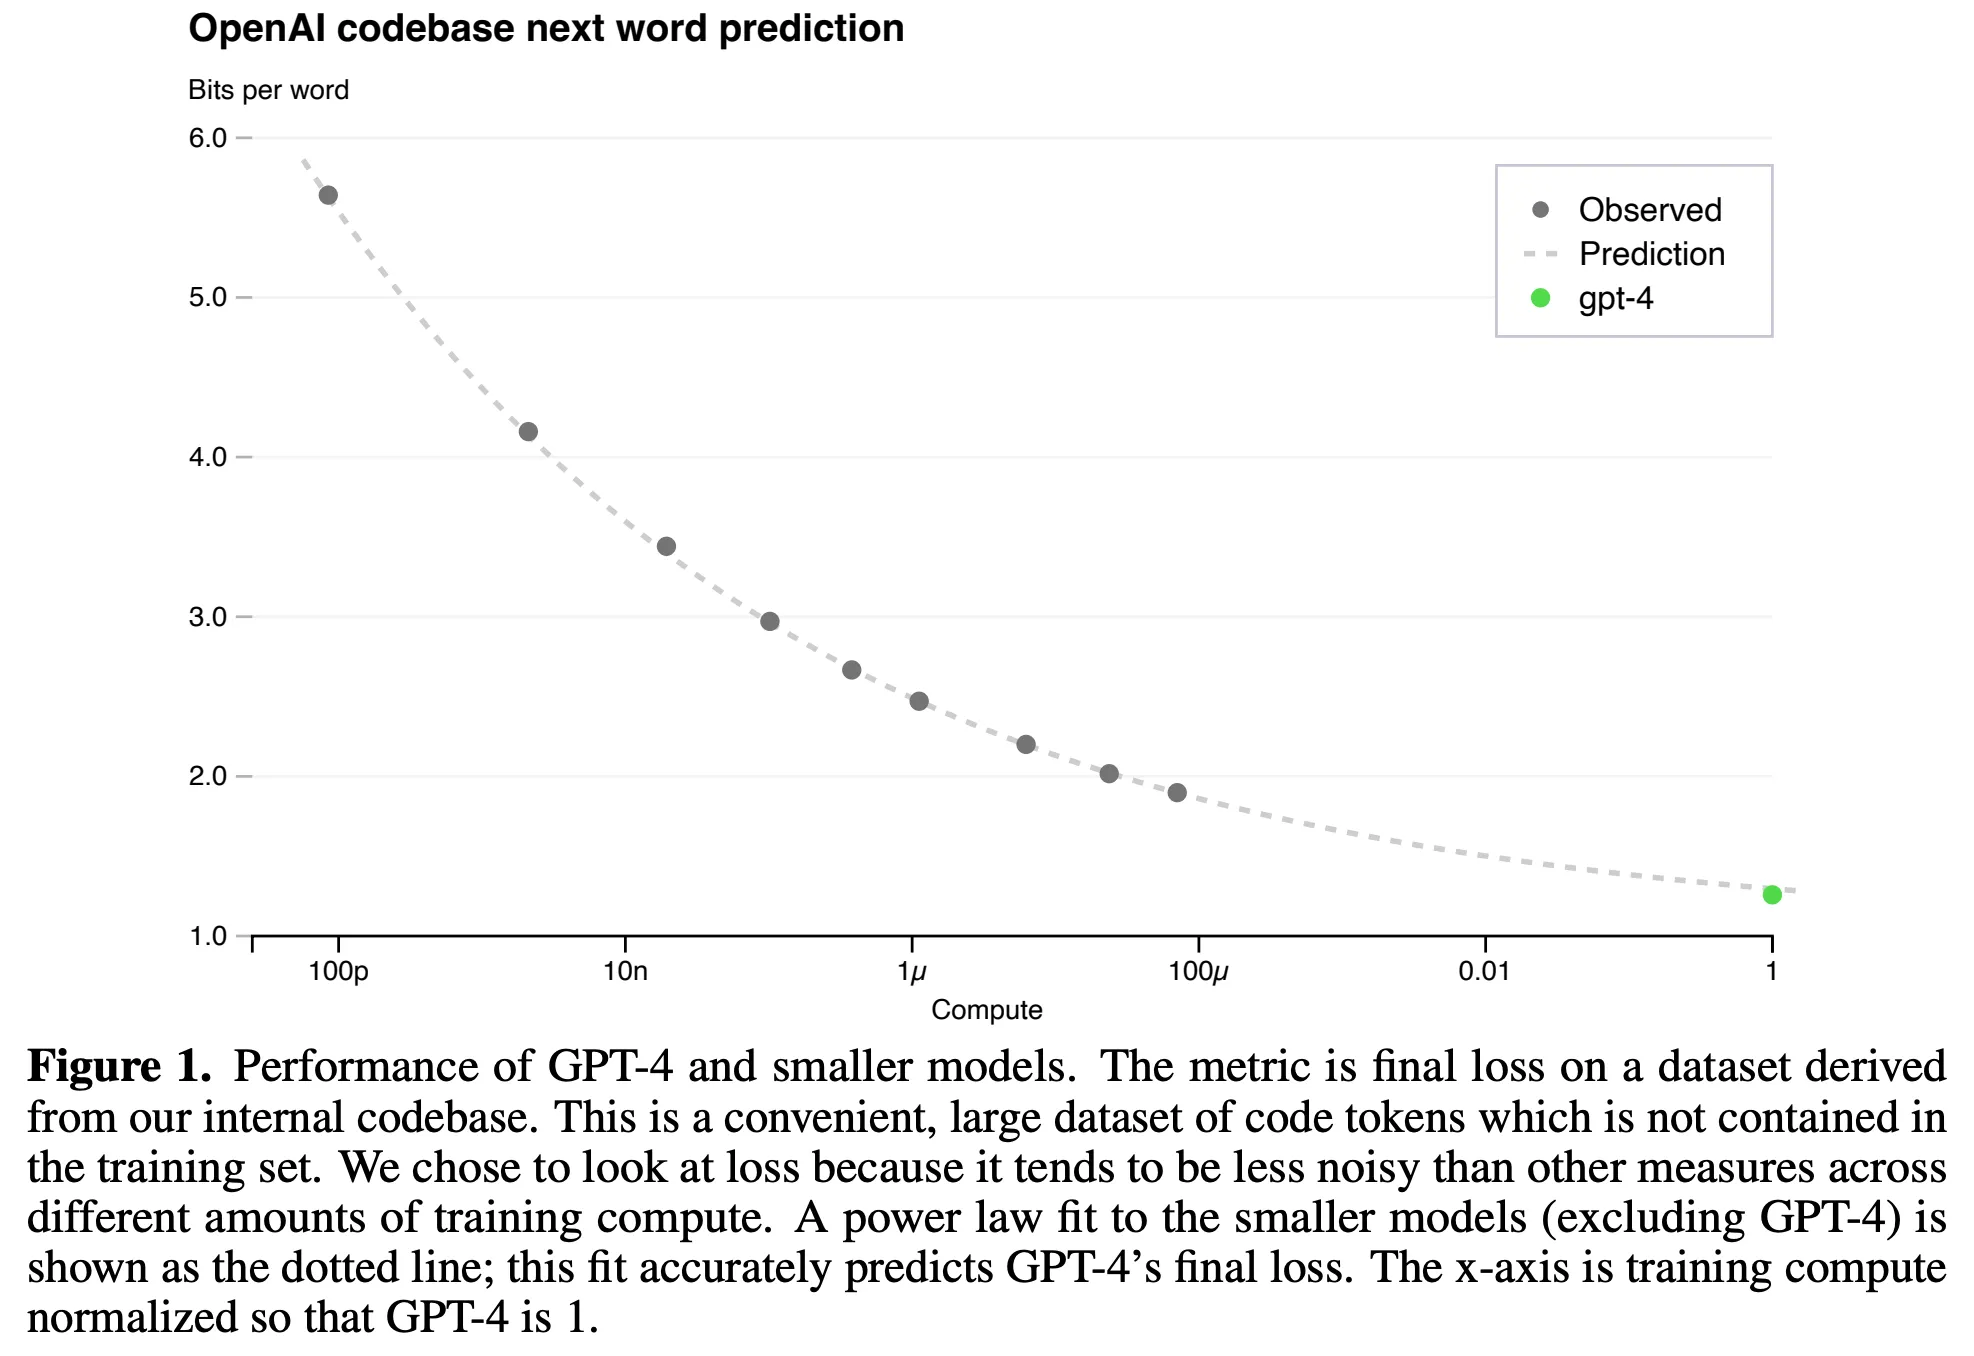 OpenAI codebase next word prediction
Bits per word
6.0
5.0
4.0
3.0
2.0
1.0
Observed
Prediction
gpt-4
100p
10n
1µ
100µ
0.01
1
Compute
Figure 1. Performance of GPT-4 and smaller models. The metric is final loss on a dataset derived
from our internal codebase. This is a convenient, large dataset of code tokens which is not contained in
the training set. We chose to look at loss because it tends to be less noisy than other measures across
different amounts of training compute. A power law fit to the smaller models (excluding GPT-4) is
shown as the dotted line; this fit accurately predicts GPT-4's final loss. The x-axis is training compute
normalized so that GPT-4 is 1.